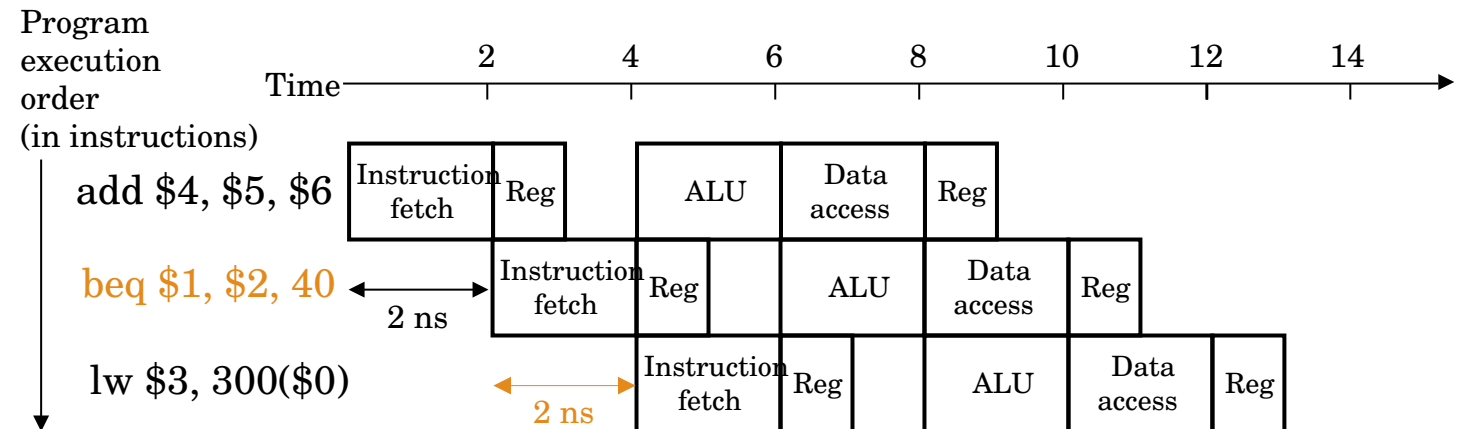 Program
execution
order
(in instructions)
Time
2 4 6 8 10 12 14
add $4, $5, $6
Instruction
fetch
Reg
ALU
Data
access
Reg
beq $1, $2, 40
2 ns
Instruction
fetch
Reg
ALU
Data
access
Reg
lw $3, 300($0)
2 ns
Instruction
fetch
Reg
ALU
Data
access
Reg